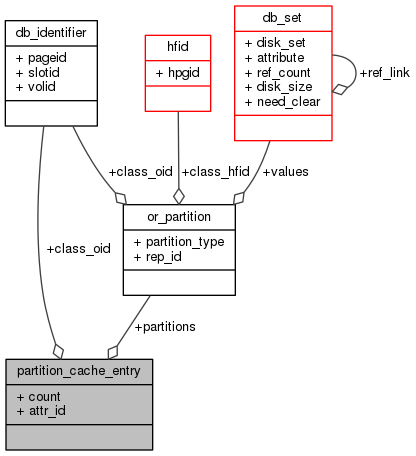 db_identifier
+ pageid
+ slotid
+ volid
hfid
+ hpgid
db_set
+ disk_set
+ attribute
+ ref_count
+ disk_size
+ need_clear
+ref_link
+class_oid
+class_hfid
+values
or_partition
+ partition_type
+ rep_id
+class_oid
+partitions
partition_cache_entry
+ count
+ attr_id